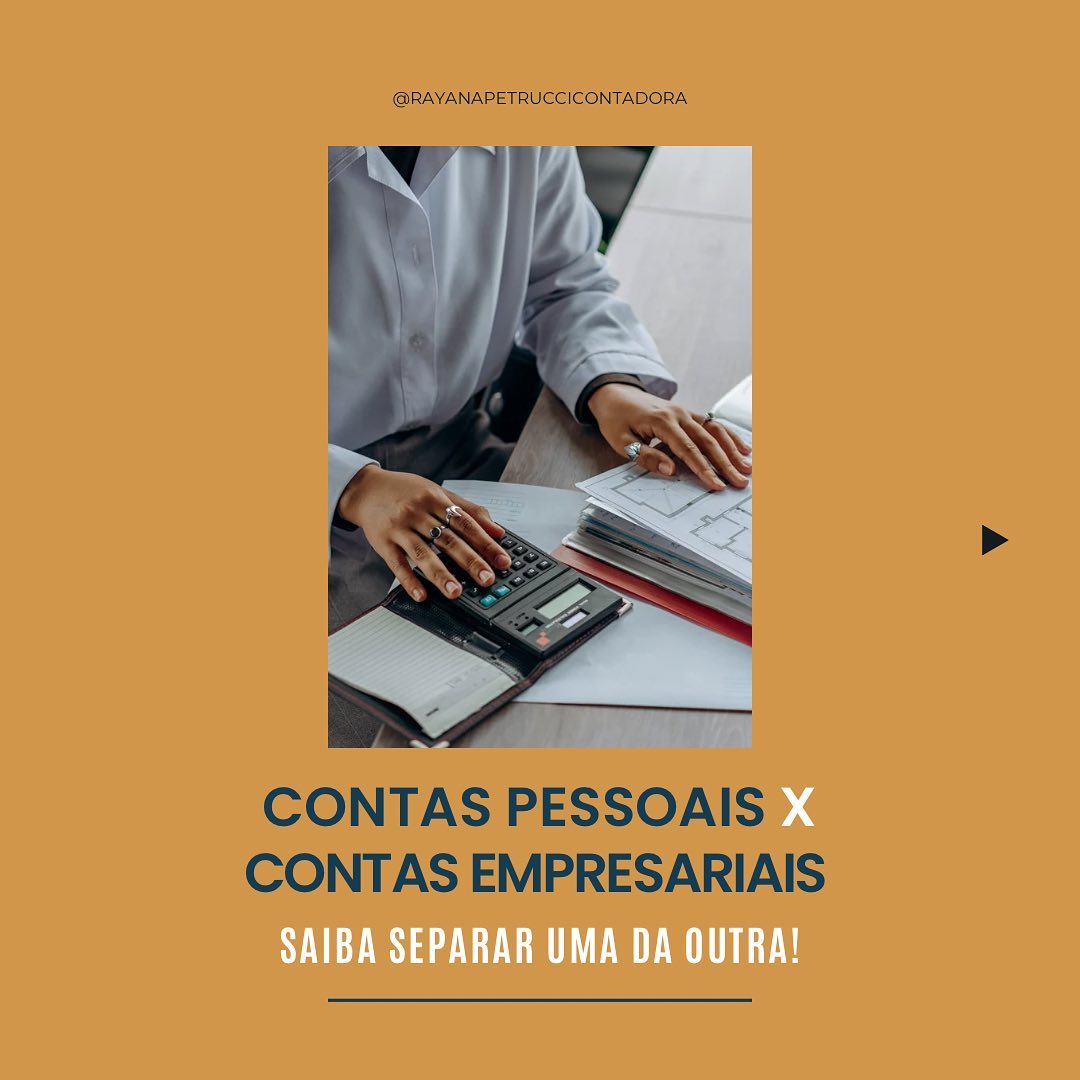 @RAYANAPETRUCCICONTADORA
CONTAS PESSOAIS X
CONTAS EMPRESARIAIS
SAIBA SEPARAR UMA DA OUTRA!